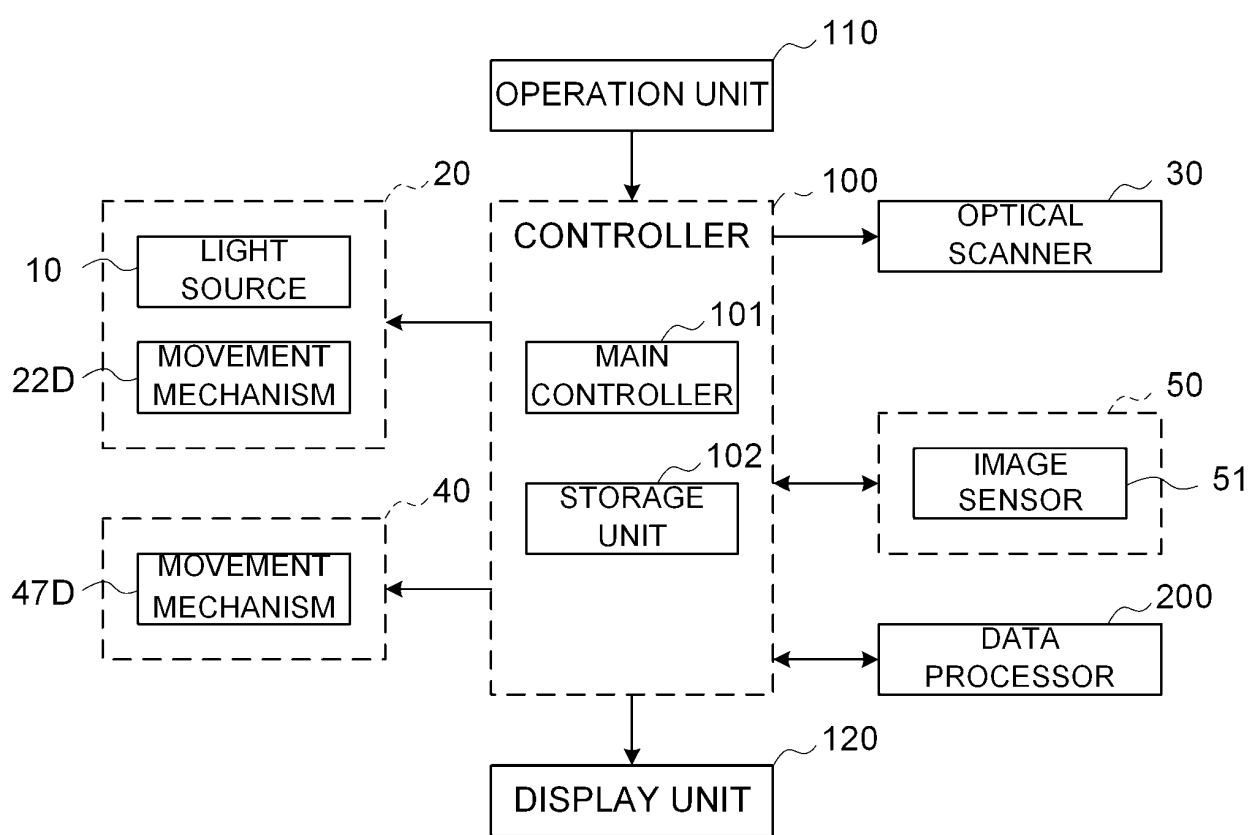 110
OPERATION UNIT
20
100
30
CONTROLLER
OPTICAL
SCANNER
10
LIGHT
SOURCE
101
MAIN
CONTROLLER
22D
MOVEMENT
MECHANISM
50
102
IMAGE
SENSOR
51
STORAGE
UNIT
40
47D
MOVEMENT
MECHANISM
200
DATA
PROCESSOR
120
DISPLAY UNIT